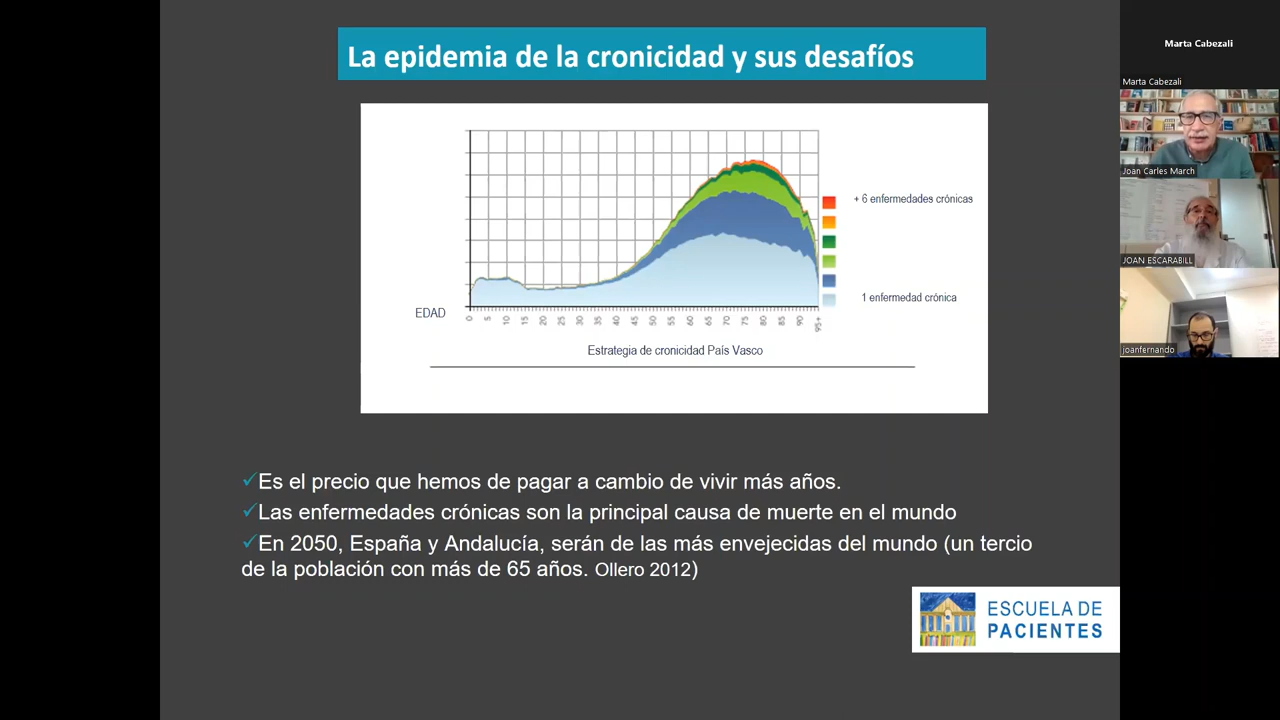 La epidemia de la cronicidad y sus desafíos
+ 6 enfermedades crónicas
1 enfermedad crónica
EDAD
0 5 10 15 20 25 30 35 40 45 50 55 60 65 70 75 80 85 90 95+
Estrategia de cronicidad País Vasco
✓Es el precio que hemos de pagar a cambio de vivir más años.
✓Las enfermedades crónicas son la principal causa de muerte en el mundo
✓En 2050, España y Andalucía, serán de las más envejecidas del mundo (un tercio
de la población con más de 65 años. Ollero 2012)
ESCUELA DE
PACIENTES
Marta Cabezali
Marta Cabezali
Joan Carles March
JOAN ESCARABILL
joanfernando